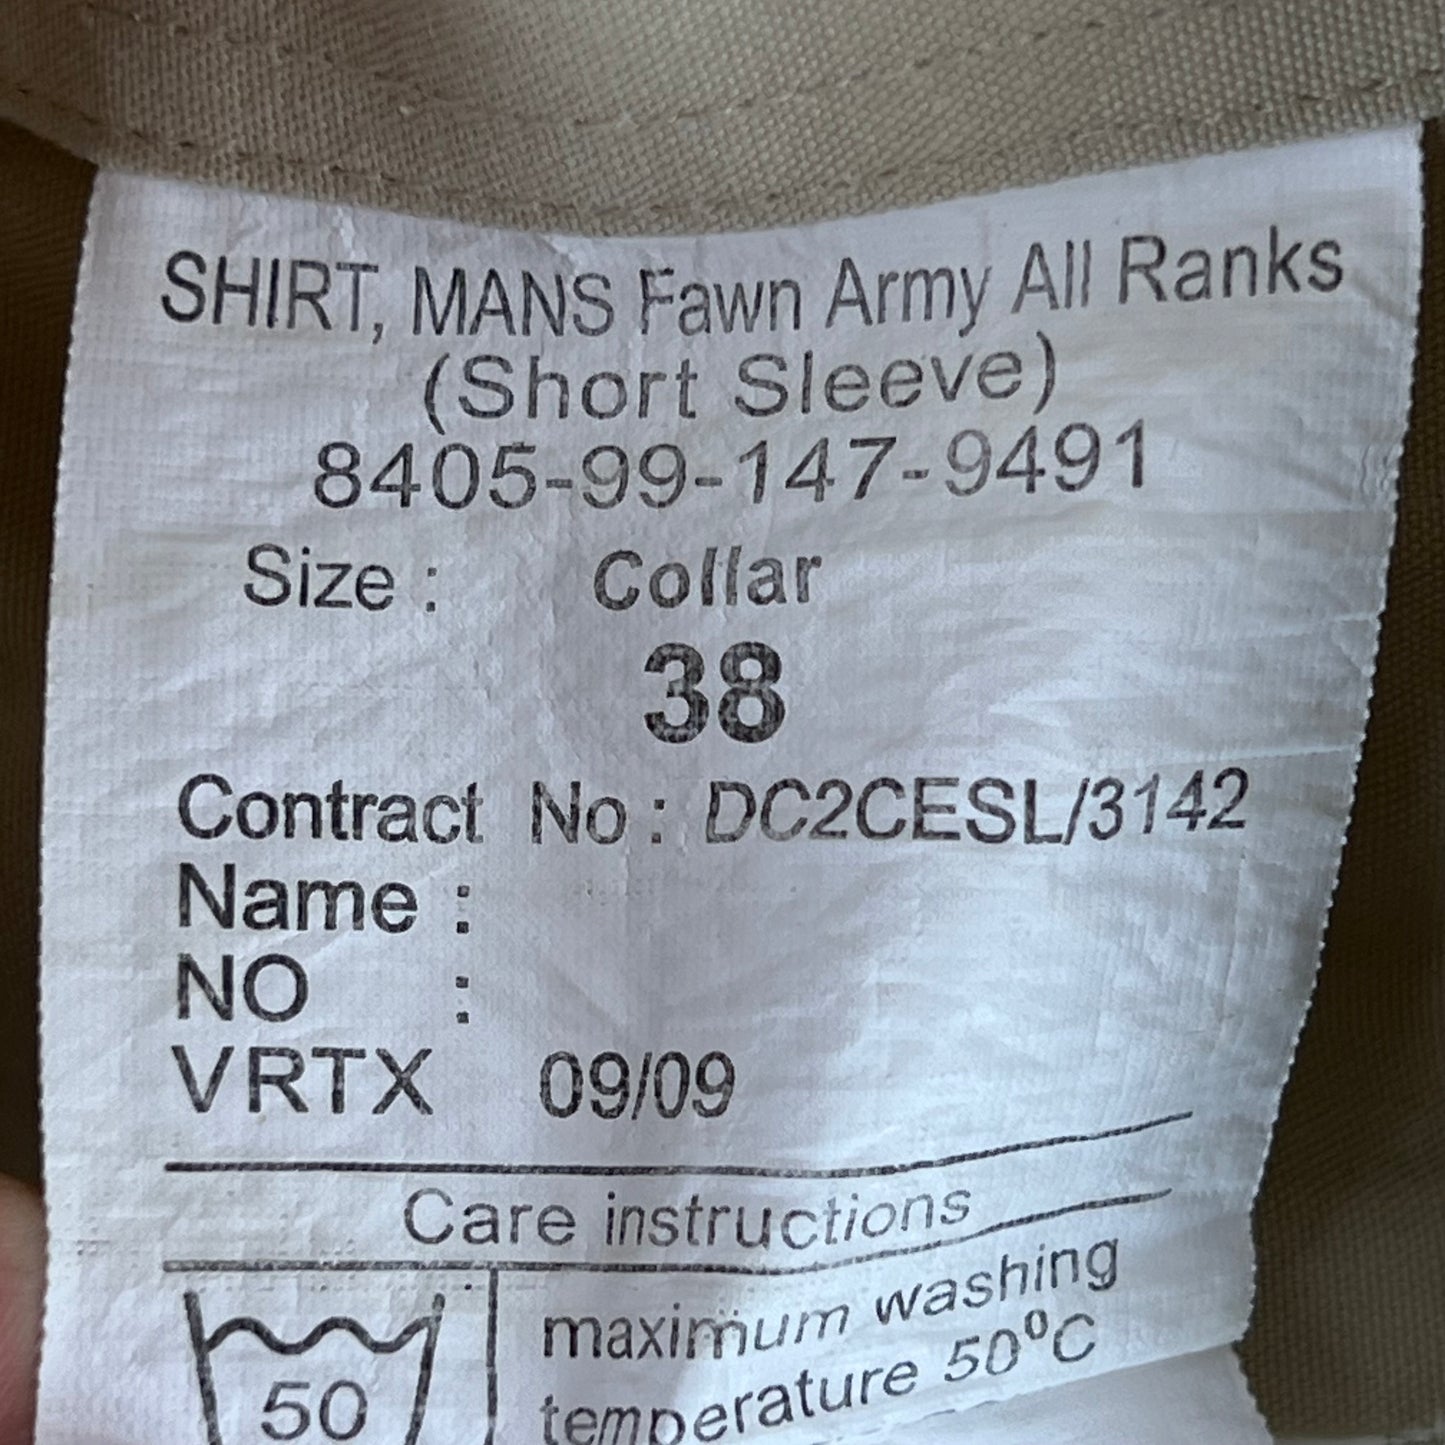 SHIRT, MANS Fawn Army All Ranks
(Short Sleeve)
8405-99-147-9491
Size : Collar
38
Contract No : DC2CESL/3142
Name :
NO :
VRTX 09/09
Care instructions
maximum washing
temperature 50ºC
50